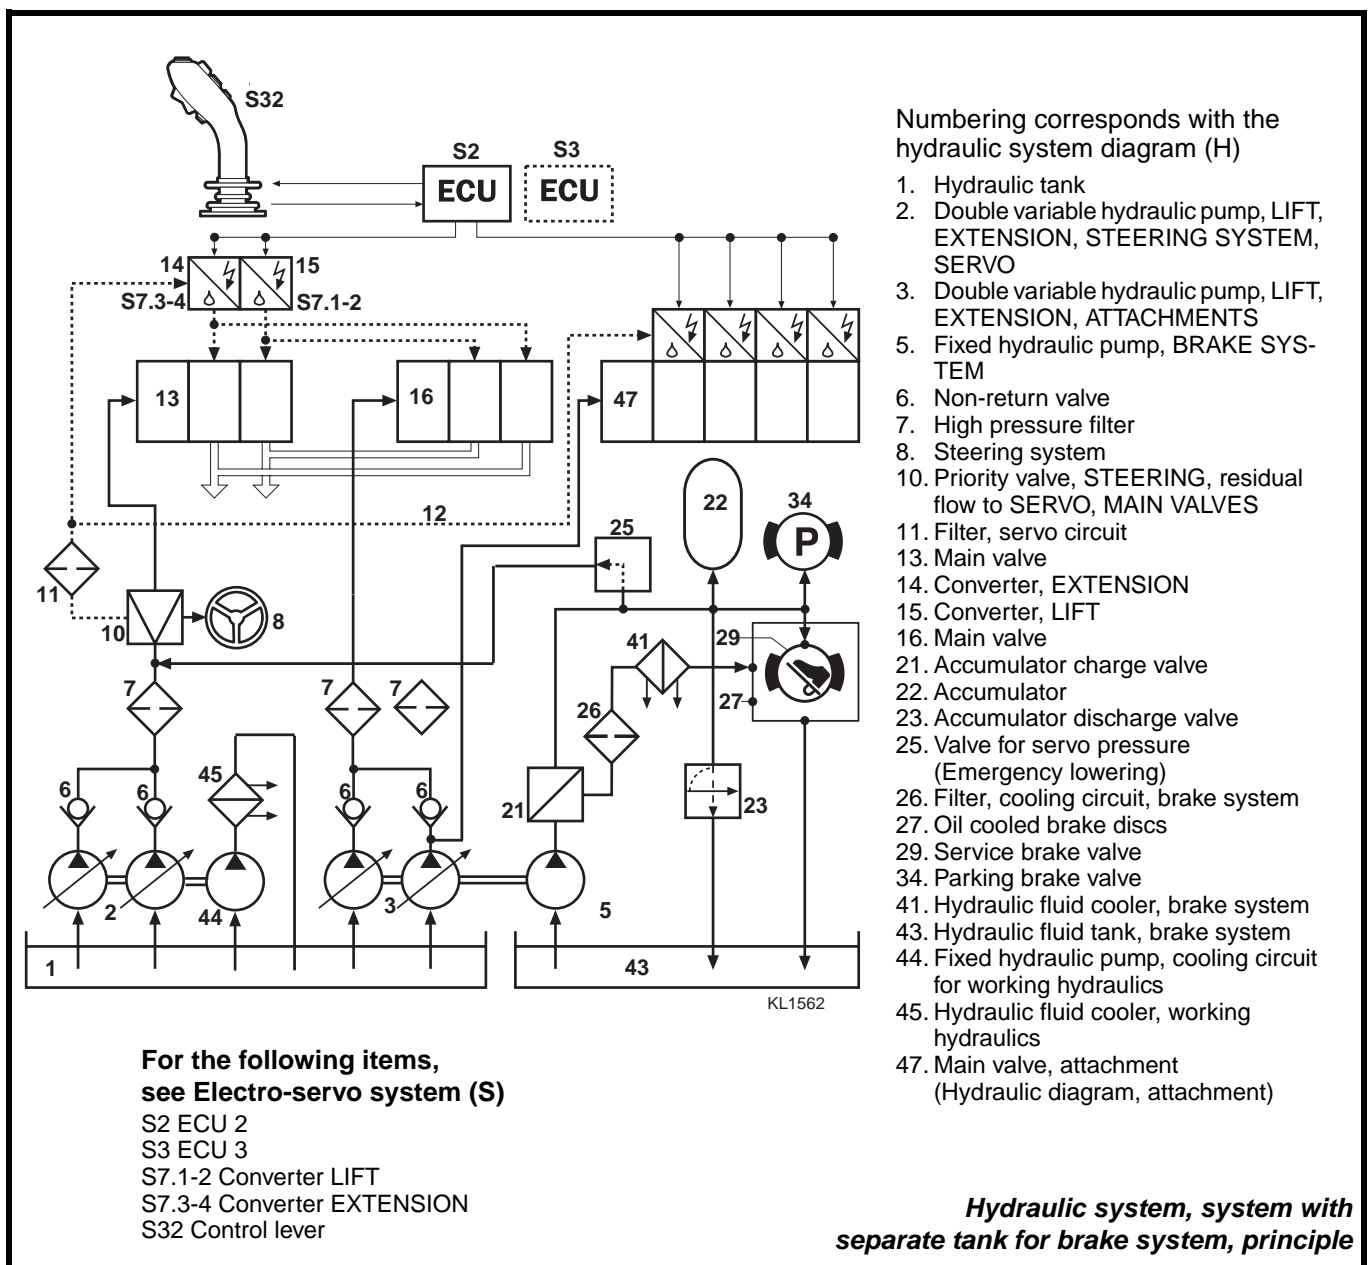 S32
S2
S3
ECU
ECU
14
15
S7.3-4
S7.1-2
13
16
47
12
22
34
P
25
11
10
8
29
41
27
7
7
7
26
45
6
6
6
6
21
23
2
44
3
5
1
43
KL1562
Numbering corresponds with the
hydraulic system diagram (H)
1. Hydraulic tank
2. Double variable hydraulic pump, LIFT,
EXTENSION, STEERING SYSTEM,
SERVO
3. Double variable hydraulic pump, LIFT,
EXTENSION, ATTACHMENTS
5. Fixed hydraulic pump, BRAKE SYS-
TEM
6. Non-return valve
7. High pressure filter
8. Steering system
10. Priority valve, STEERING, residual
flow to SERVO, MAIN VALVES
11. Filter, servo circuit
13. Main valve
14. Converter, EXTENSION
15. Converter, LIFT
16. Main valve
21. Accumulator charge valve
22. Accumulator
23. Accumulator discharge valve
25. Valve for servo pressure
(Emergency lowering)
26. Filter, cooling circuit, brake system
27. Oil cooled brake discs
29. Service brake valve
34. Parking brake valve
41. Hydraulic fluid cooler, brake system
43. Hydraulic fluid tank, brake system
44. Fixed hydraulic pump, cooling circuit
for working hydraulics
45. Hydraulic fluid cooler, working
hydraulics
47. Main valve, attachment
(Hydraulic diagram, attachment)
For the following items,
see Electro-servo system (S)
S2 ECU 2
S3 ECU 3
S7.1-2 Converter LIFT
S7.3-4 Converter EXTENSION
S32 Control lever
Hydraulic system, system with
separate tank for brake system, principle